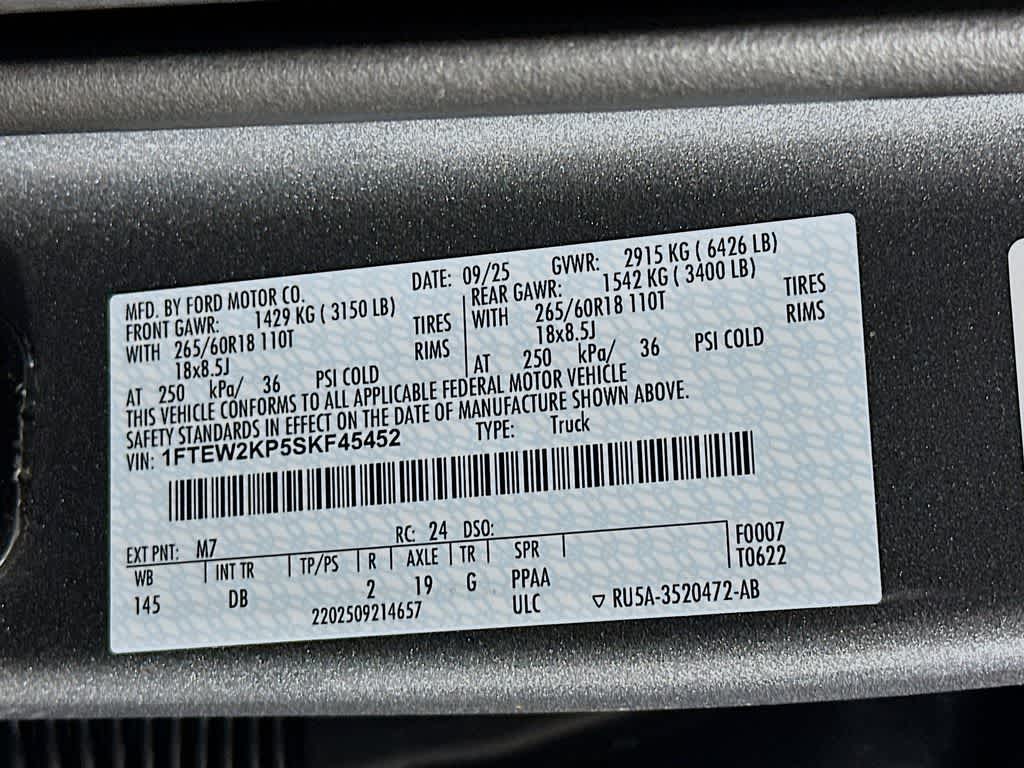 MFD. BY FORD MOTOR CO.
DATE: 09/25 GVWR: 2915 KG ( 6426 LB)
FRONT GAWR: 1429 KG ( 3150 LB)
WITH 265/60R18 110T TIRES
18x8.5J RIMS
AT 250 kPa/ 36 PSI COLD
REAR GAWR: 1542 KG ( 3400 LB)
WITH 265/60R18 110T TIRES
18x8.5J RIMS
AT 250 kPa/ 36 PSI COLD
THIS VEHICLE CONFORMS TO ALL APPLICABLE FEDERAL MOTOR VEHICLE
SAFETY STANDARDS IN EFFECT ON THE DATE OF MANUFACTURE SHOWN ABOVE.
VIN: 1FTEW2KP5SKF45452 TYPE: Truck
EXT PNT: M7 RC: 24 DSO:
WB INT TR TP/PS R AXLE TR SPR F0007
145 DB 2 19 G PPAA T0622
2202509214657 ULC ▽ RU5A-3520472-AB